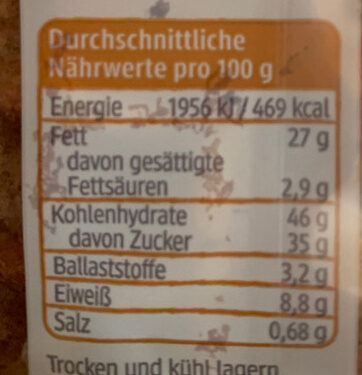 Durchschnittliche
Nährwerte pro 100 g
Energie 1956 kJ / 469 kcal
Fett 27 g
davon gesättigte
Fettsäuren 2,9 g
Kohlenhydrate 46 g
davon Zucker 35 g
Ballaststoffe 3,2 g
Eiweiß 8,8 g
Salz 0,68 g
Trocken und kühl lagern